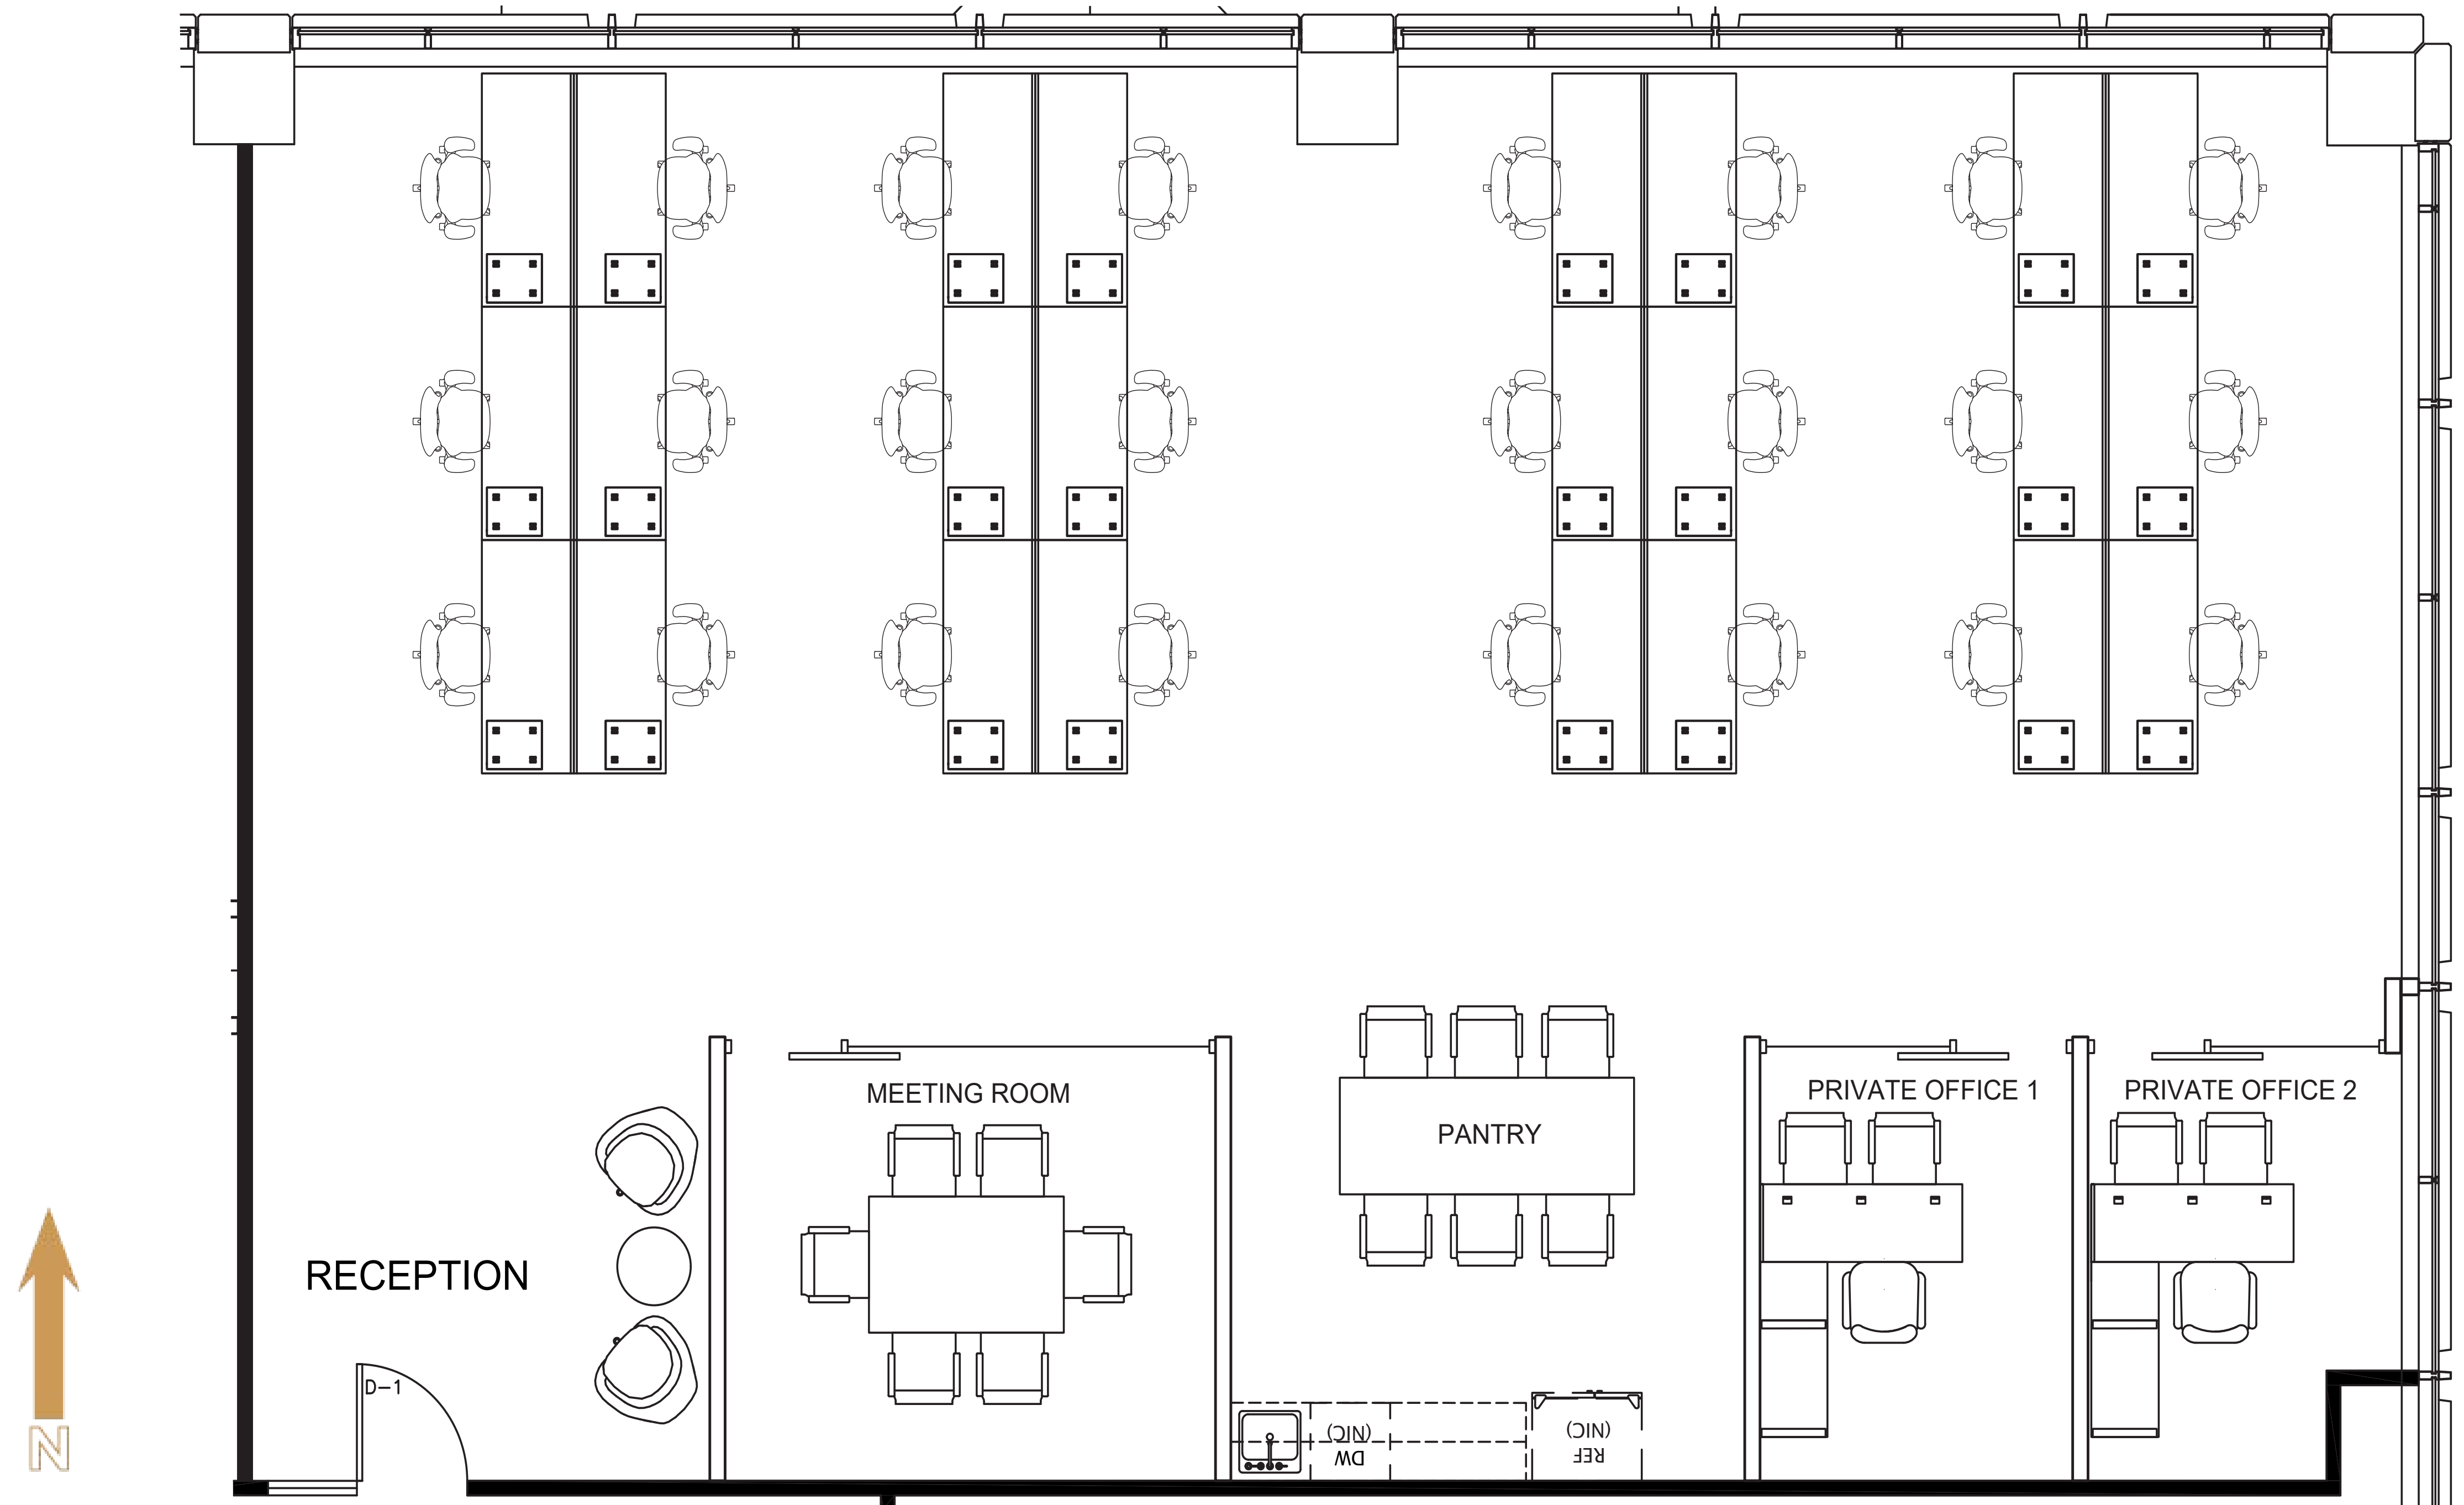 MEETING ROOM
PRIVATE OFFICE 1
PRIVATE OFFICE 2
PANTRY
RECEPTION
D-1
(NIC)
DW
(NIC)
REF
N